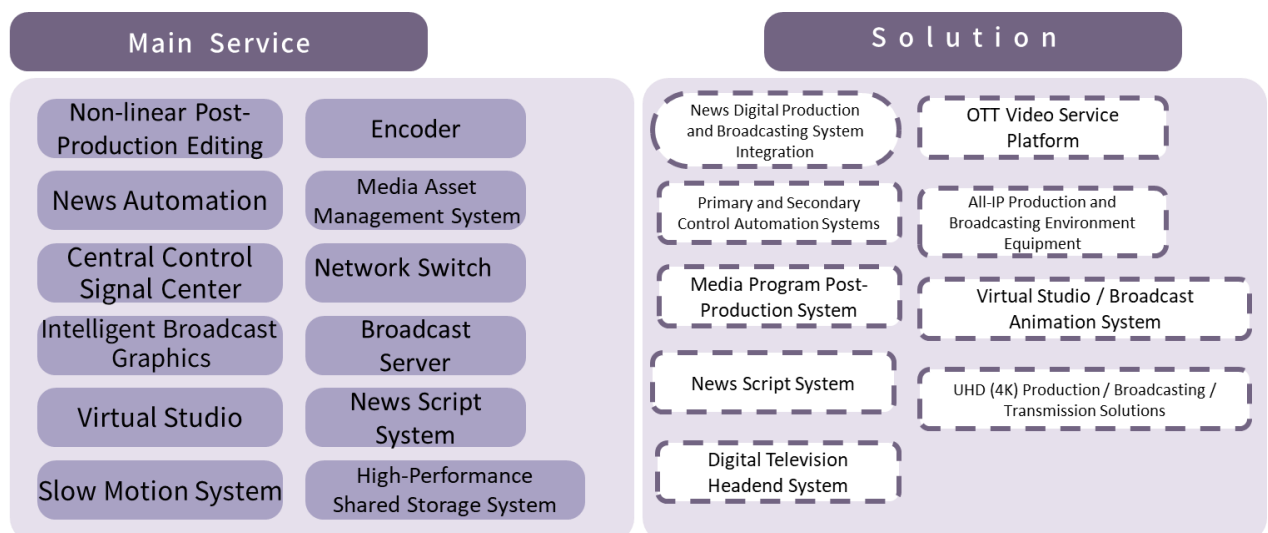 Main Service
Non-linear Post-
Production Editing
Encoder
News Automation
Media Asset
Management System
Central Control
Signal Center
Network Switch
Intelligent Broadcast
Graphics
Broadcast
Server
Virtual Studio
News Script
System
Slow Motion System
High-Performance
Shared Storage System
Solution
News Digital Production
and Broadcasting System
Integration
OTT Video Service
Platform
Primary and Secondary
Control Automation Systems
All-IP Production and
Broadcasting Environment
Equipment
Media Program Post-
Production System
Virtual Studio / Broadcast
Animation System
News Script System
UHD (4K) Production / Broadcasting /
Transmission Solutions
Digital Television
Headend System